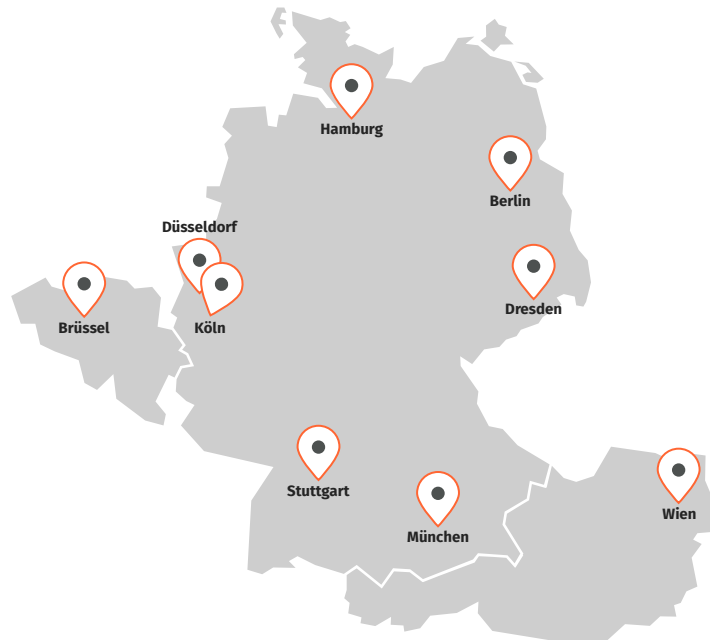 Hamburg
Berlin
Düsseldorf
Dresden
Brüssel
Köln
Stuttgart
Wien
München